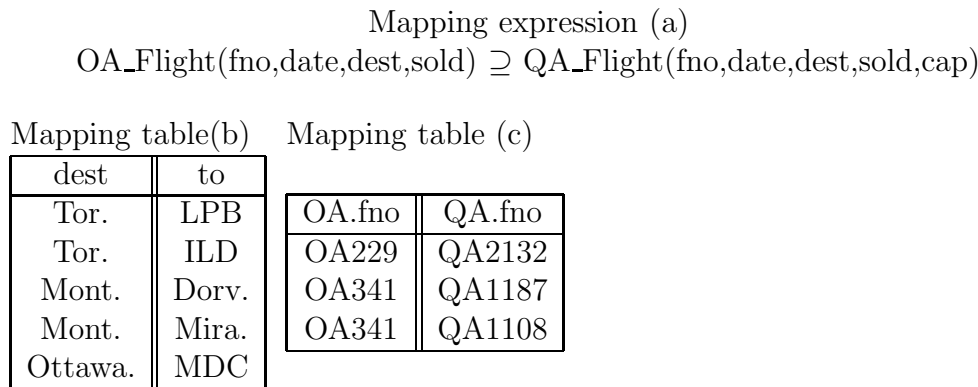 Mapping expression (a)
OA_Flight(fno,date,dest,sold) ⊇ QA_Flight(fno,date,dest,sold,cap)
Mapping table(b)
dest to
Tor. LPB
Tor. ILD
Mont. Dorv.
Mont. Mira.
Ottawa. MDC
Mapping table (c)
OA.fno QA.fno
OA229 QA2132
OA341 QA1187
OA341 QA1108